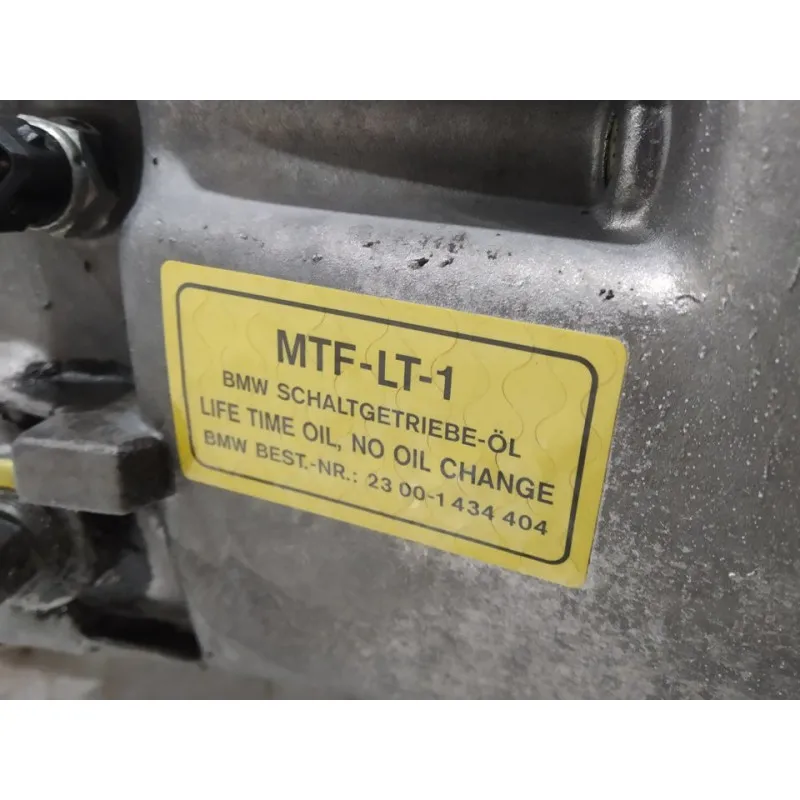 MTF-LT-1
BMW SCHALTGETRIEBE-ÖL
LIFE TIME OIL, NO OIL CHANGE
BMW BEST.-NR.: 23 00-1 434 404